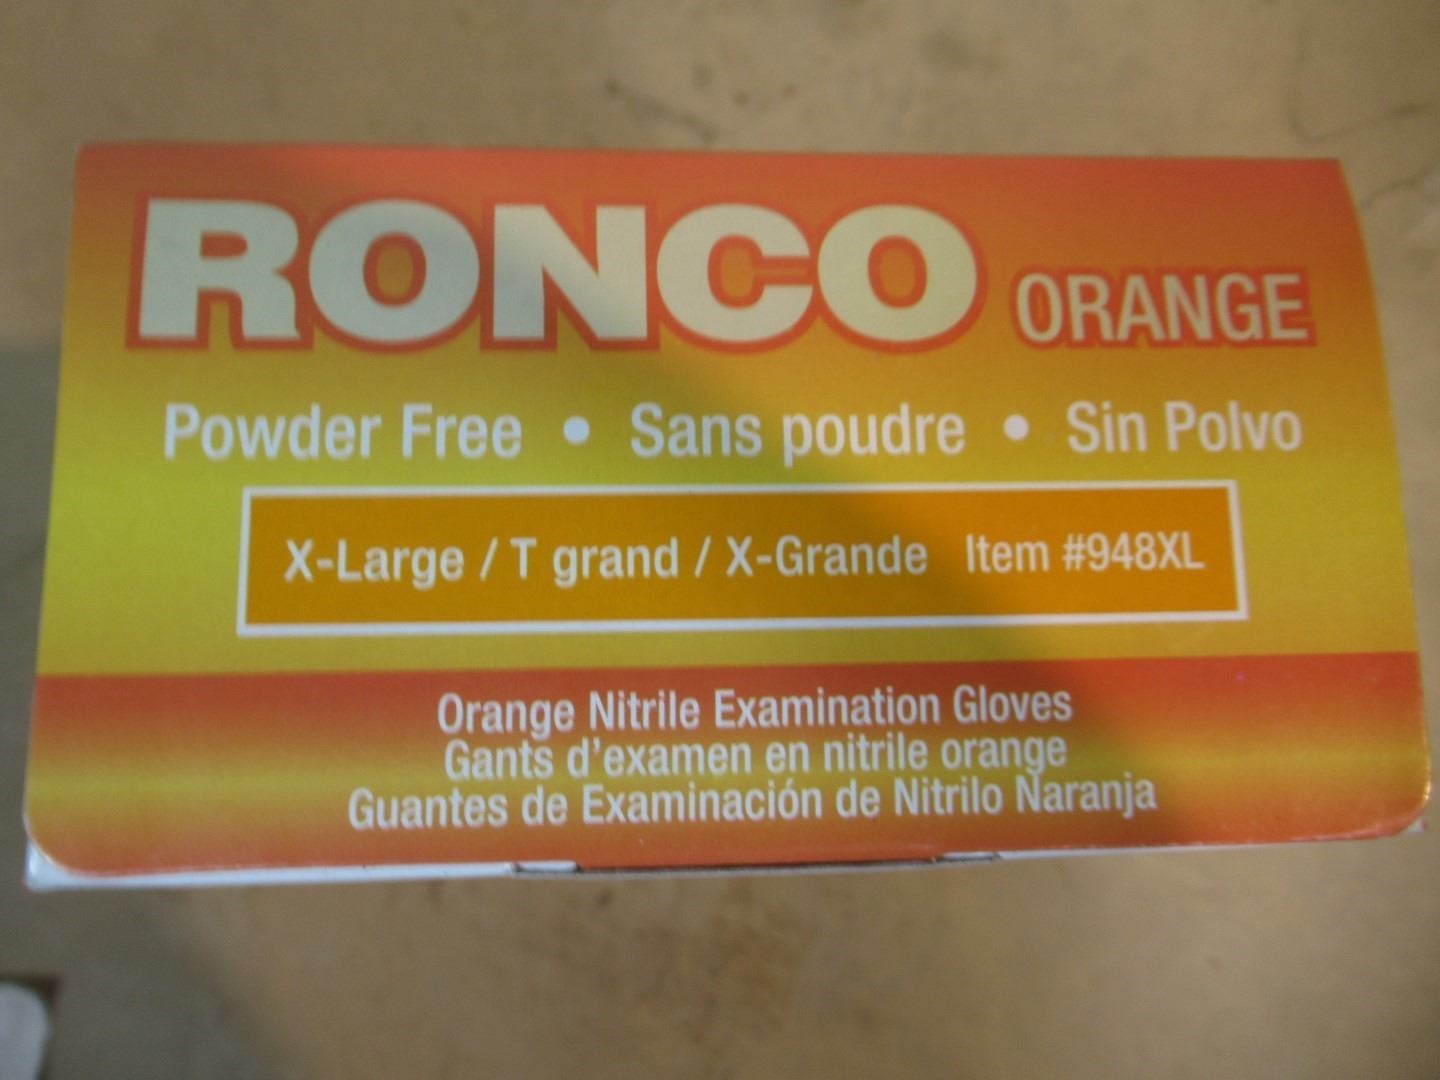 RONCO ORANGE
Powder Free • Sans poudre • Sin Polvo
X-Large / T grand / X-Grande Item #948XL
Orange Nitrile Examination Gloves
Gants d'examen en nitrile orange
Guantes de Examinación de Nitrilo Naranja